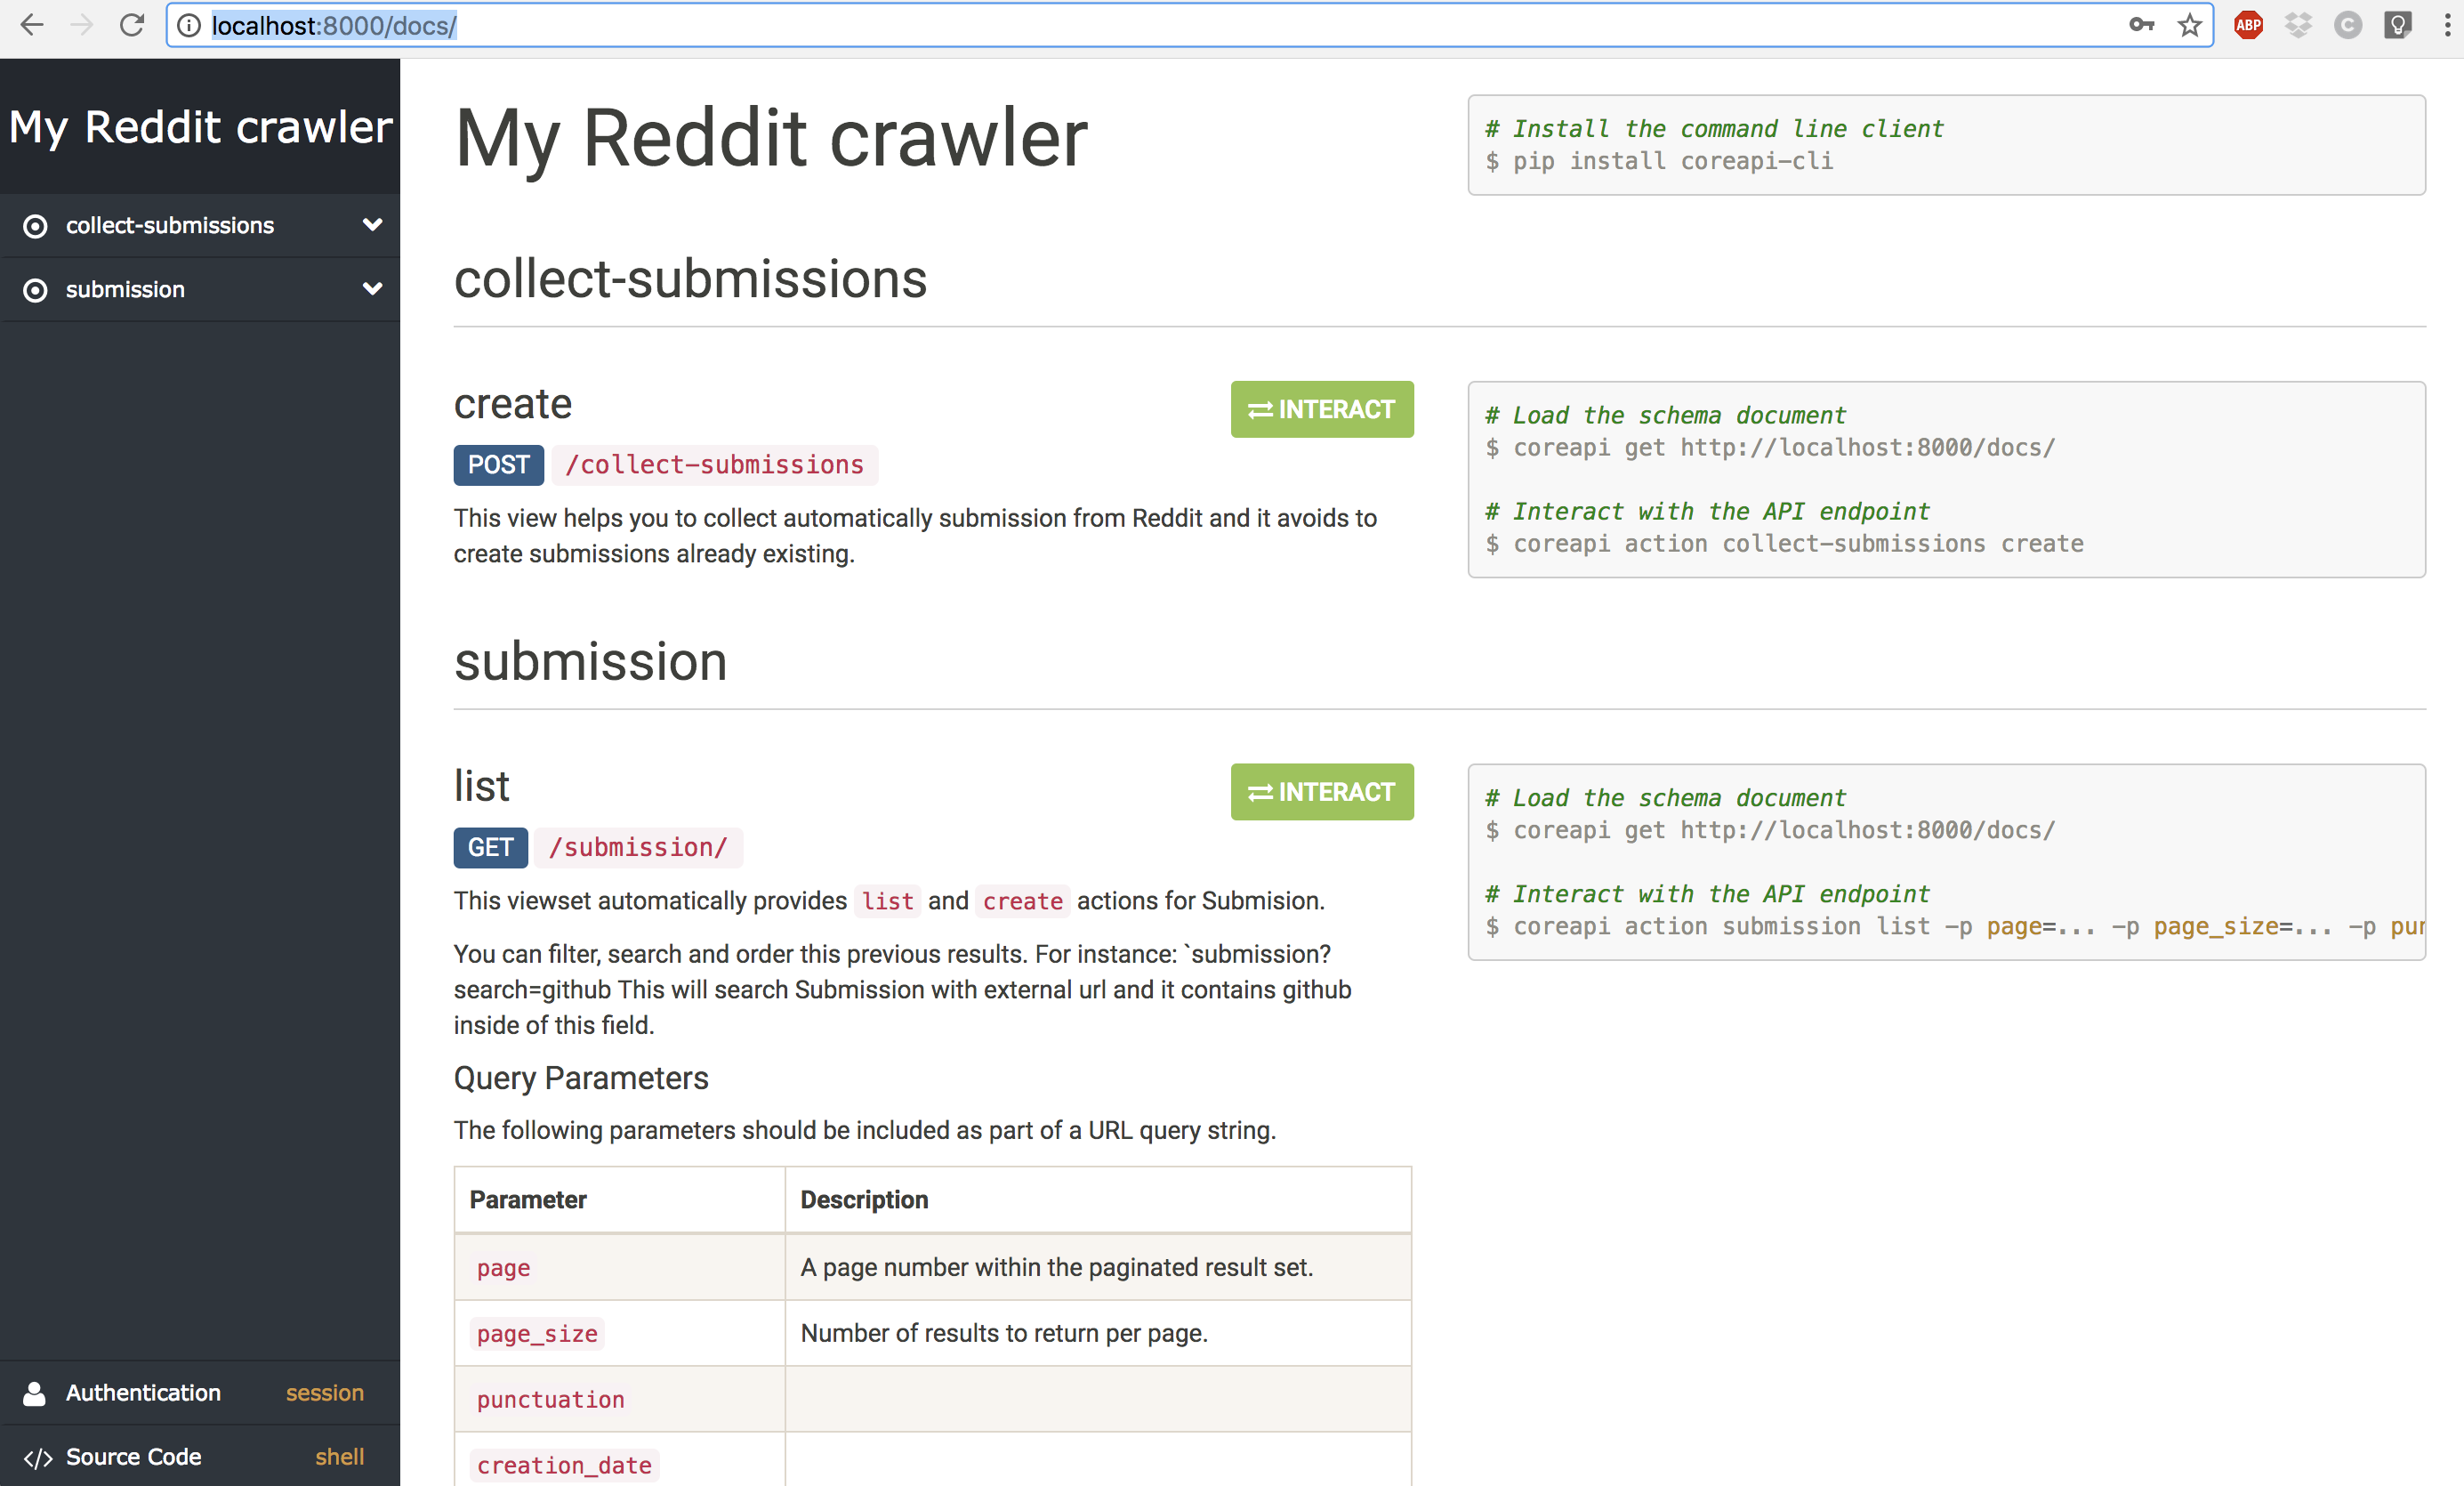 localhost:8000/docs/
ABP
C
My Reddit crawler
collect-submissions
submission
Authentication session
</> Source Code shell
My Reddit crawler
# Install the command line client
$ pip install coreapi-cli
collect-submissions
create
INTERACT
POST /collect-submissions
This view helps you to collect automatically submission from Reddit and it avoids to
create submissions already existing.
# Load the schema document
$ coreapi get http://localhost:8000/docs/
# Interact with the API endpoint
$ coreapi action collect-submissions create
submission
list
INTERACT
GET /submission/
This viewset automatically provides list and create actions for Submision.
You can filter, search and order this previous results. For instance: `submission?
search=github This will search Submission with external url and it contains github
inside of this field.
# Load the schema document
$ coreapi get http://localhost:8000/docs/
# Interact with the API endpoint
$ coreapi action submission list -p page=... -p page_size=... -p pun
Query Parameters
The following parameters should be included as part of a URL query string.
Parameter Description
page A page number within the paginated result set.
page_size Number of results to return per page.
punctuation
creation_date